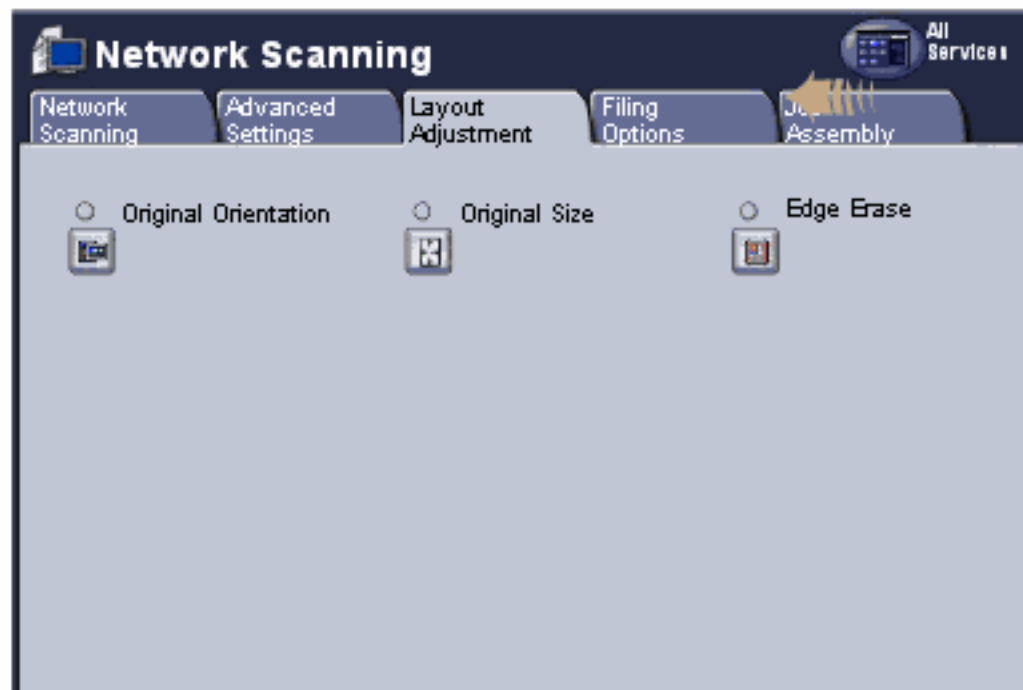 Network Scanning
All
Services
Network
Scanning
Advanced
Settings
Layout
Adjustment
Filing
Options
Assembly
Original Orientation
Original Size
Edge Erase